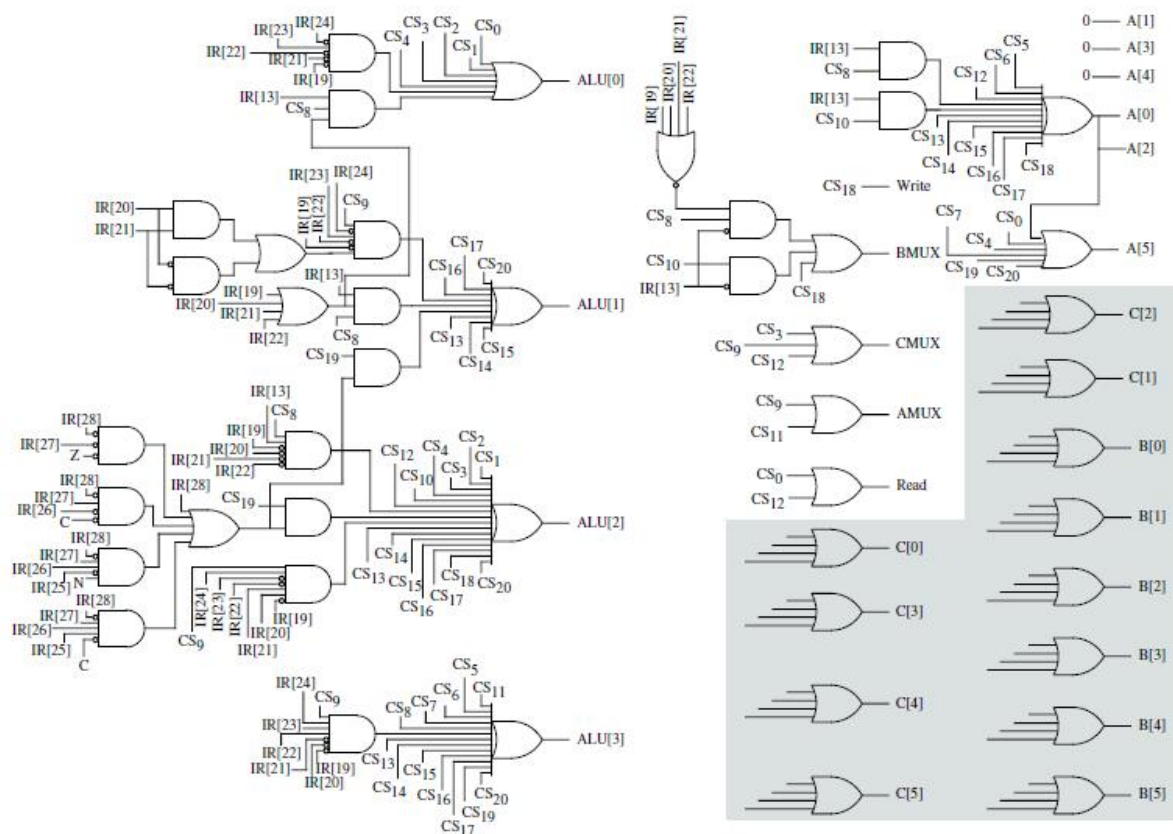 IR[24]
IR[23]
IR[22]
IR[21]
IR[19]
CS4
CS3
CS2
CS1
CS0
ALU[0]
IR[13]
CS8
IR[20]
IR[21]
IR[19]
IR[22]
IR[23]
IR[24]
CS9
IR[19]
IR[20]
IR[21]
IR[22]
IR[13]
CS8
CS19
CS17
CS16
CS20
CS13
CS14
CS15
ALU[1]
IR[28]
IR[27]
Z
IR[28]
IR[27]
IR[26]
C
IR[28]
IR[27]
IR[26]
IR[25]
N
IR[28]
IR[27]
IR[26]
IR[25]
C
IR[28]
IR[13]
CS8
IR[19]
IR[20]
IR[21]
IR[22]
CS19
CS9
IR[24]
IR[23]
IR[22]
IR[21]
IR[20]
IR[19]
CS12
CS10
CS4
CS3
CS2
CS1
CS13
CS14
CS15
CS16
CS17
CS18
CS20
ALU[2]
IR[24]
CS9
IR[23]
IR[22]
IR[21]
IR[20]
IR[19]
CS8
CS7
CS6
CS5
CS11
CS13
CS14
CS15
CS16
CS17
CS19
CS20
ALU[3]
IR[19]
IR[20]
IR[21]
IR[22]
CS8
CS10
IR[13]
CS18
BMUX
CS18 Write
CS3
CS9
CS12
CMUX
CS9
CS11
AMUX
CS0
CS12
Read
0 A[1]
0 A[3]
0 A[4]
IR[13]
CS8
IR[13]
CS10
CS12
CS6
CS5
CS13
CS14
CS15
CS16
CS17
CS18
A[0]
A[2]
CS7
CS0
CS4
CS19
CS20
A[5]
C[2]
C[1]
B[0]
B[1]
C[0]
B[2]
C[3]
B[3]
C[4]
B[4]
C[5]
B[5]